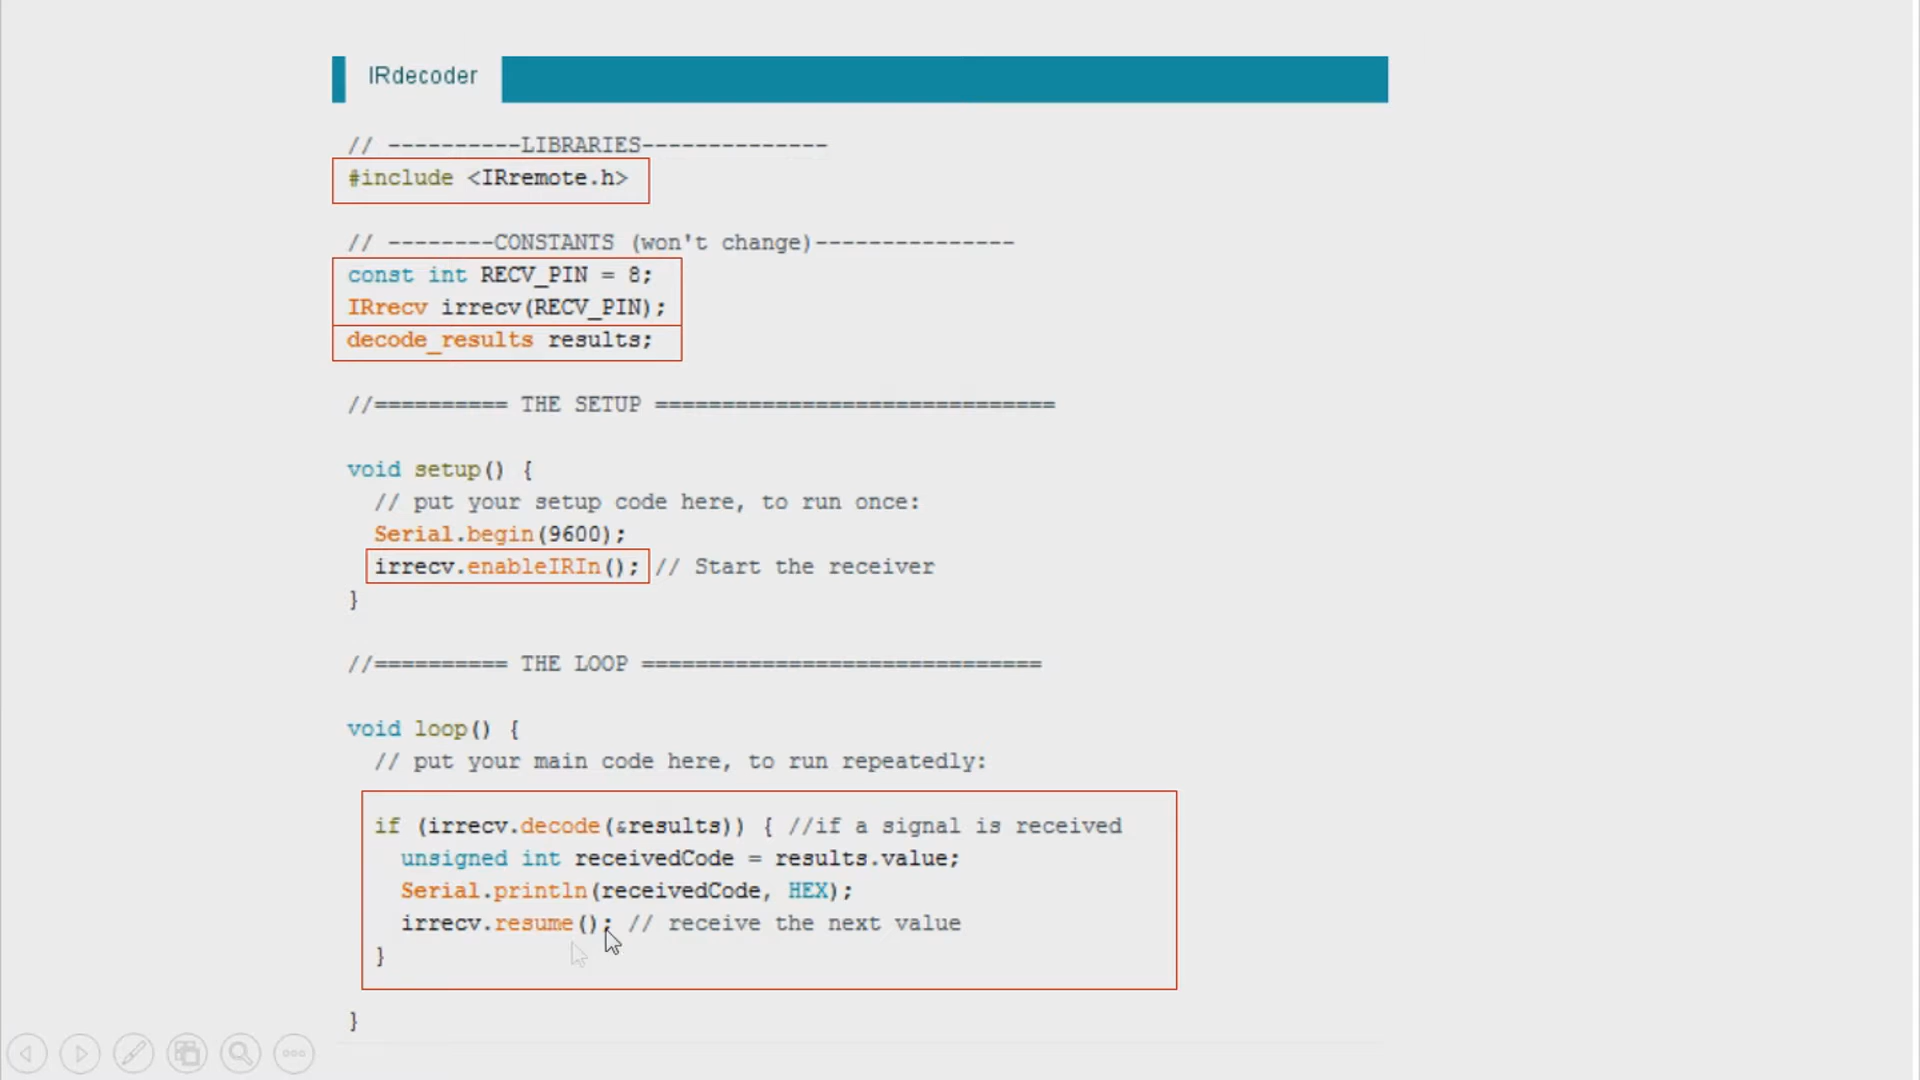 IRdecoder
// ----------LIBRARIES--------------
#include <IRremote.h>
// --------CONSTANTS (won't change)---------------
const int RECV_PIN = 8;
IRrecv irrecv(RECV_PIN);
decode_results results;
//========== THE SETUP ==============================
void setup() {
// put your setup code here, to run once:
Serial.begin(9600);
irrecv.enableIRIn(); // Start the receiver
}
//========== THE LOOP ==============================
void loop() {
// put your main code here, to run repeatedly:
if (irrecv.decode(&results)) { //if a signal is received
unsigned int receivedCode = results.value;
Serial.println(receivedCode, HEX);
irrecv.resume(); // receive the next value
}
}